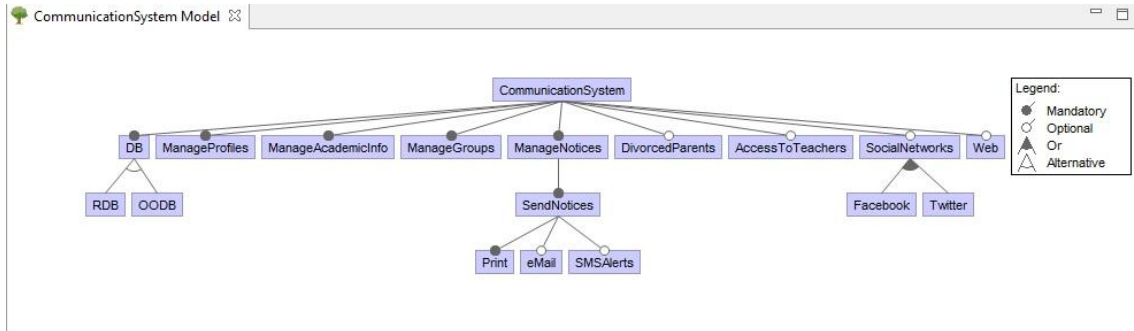 CommunicationSystem Model
CommunicationSystem
Legend:
Mandatory
Optional
Or
Alternative
DB ManageProfiles ManageAcademicInfo ManageGroups ManageNotices DivorcedParents AccessToTeachers SocialNetworks Web
RDB OODB SendNotices Facebook Twitter
Print eMail SMSAlerts